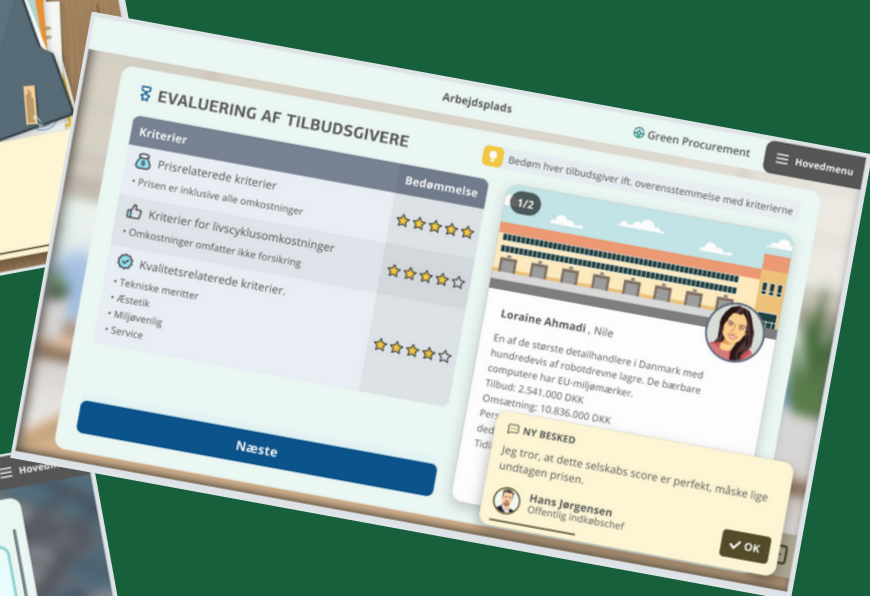 Arbejdsplads
Green Procurement
Hovedmenu
EVALUERING AF TILBUDSGIVERE
Kriterier
Bedømmelse
Prisrelaterede kriterier
• Prisen er inklusive alle omkostninger
Kriterier for livscyklusomkostninger
• Omkostninger omfatter ikke forsikring
Kvalitetsrelaterede kriterier.
• Tekniske meritter
• Æstetik
• Miljøvenlig
• Service
Næste
Bedøm hver tilbudsgiver ift. overensstemmelse med kriterierne
1/2
Loraine Ahmadi , Nile
En af de største detailhandlere i Danmark med
hundredevis af robotdrevne lagre. De bærbare
computere har EU-miljømærker.
Tilbud: 2.541.000 DKK
Omsætning: 10.836.000 DKK
NY BESKED
Jeg tror, at dette selskabs score er perfekt, måske lige
undtagen prisen.
Hans Jørgensen
Offentlig indkøbschef
OK